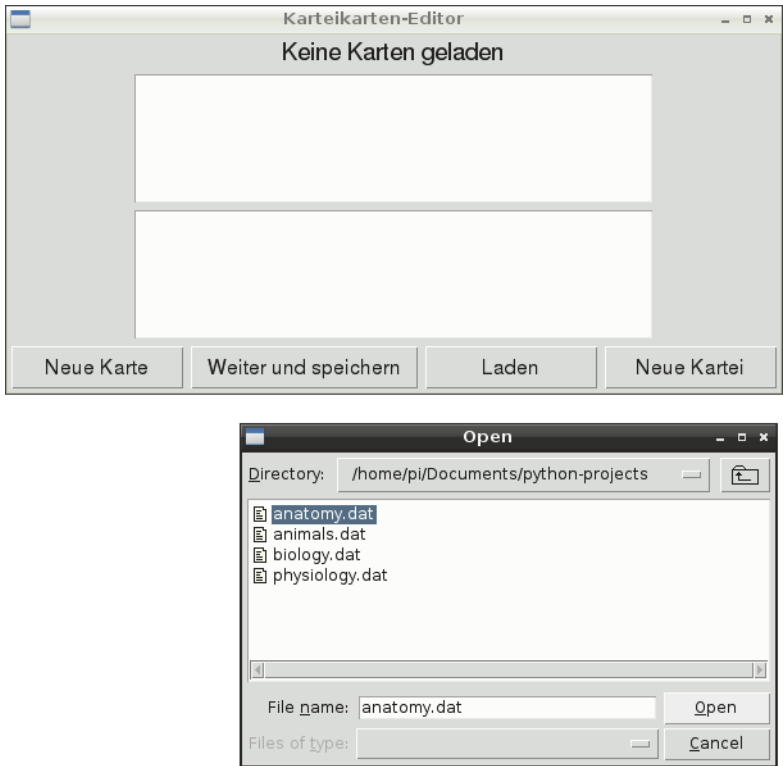 Karteikarten-Editor
Keine Karten geladen
Neue Karte Weiter und speichern Laden Neue Kartei
Open
Directory: /home/pi/Documents/python-projects
anatomy.dat
animals.dat
biology.dat
physiology.dat
File name: anatomy.dat Open
Files of type: Cancel